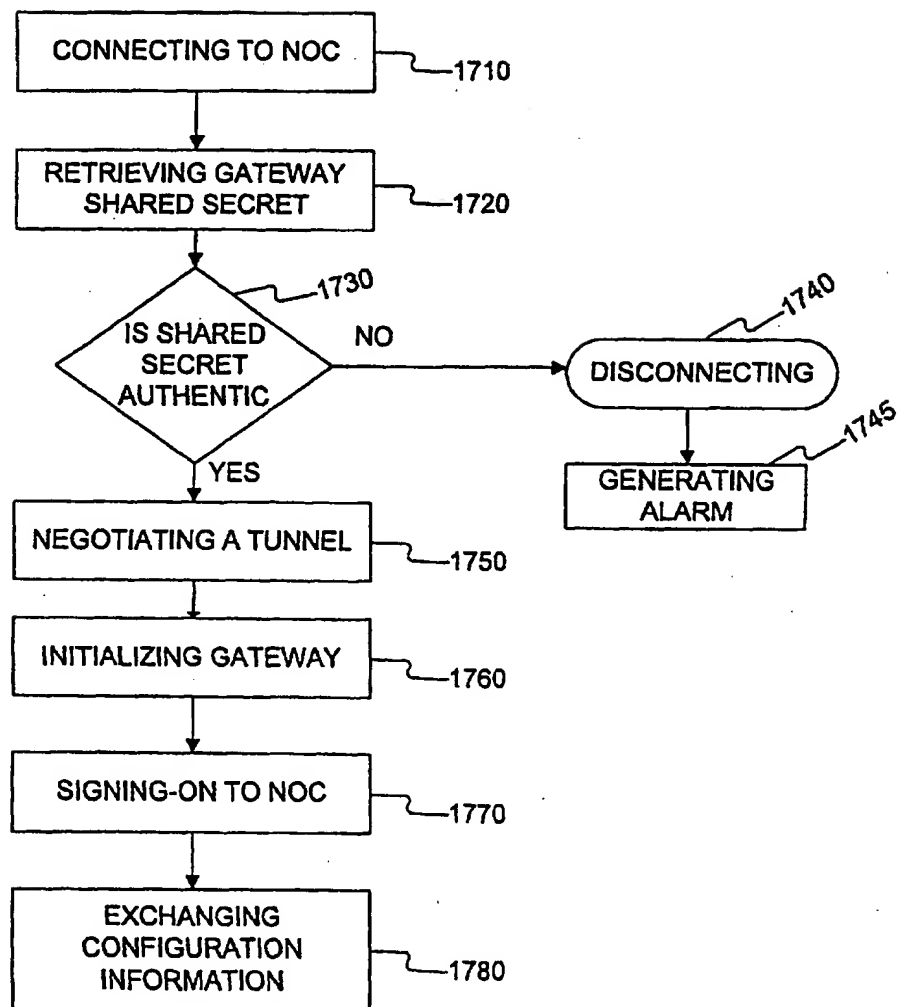 CONNECTING TO NOC
1710
RETRIEVING GATEWAY
SHARED SECRET
1720
1730
IS SHARED
SECRET
AUTHENTIC
NO
1740
DISCONNECTING
1745
GENERATING
ALARM
YES
NEGOTIATING A TUNNEL
1750
INITIALIZING GATEWAY
1760
SIGNING-ON TO NOC
1770
EXCHANGING
CONFIGURATION
INFORMATION
1780